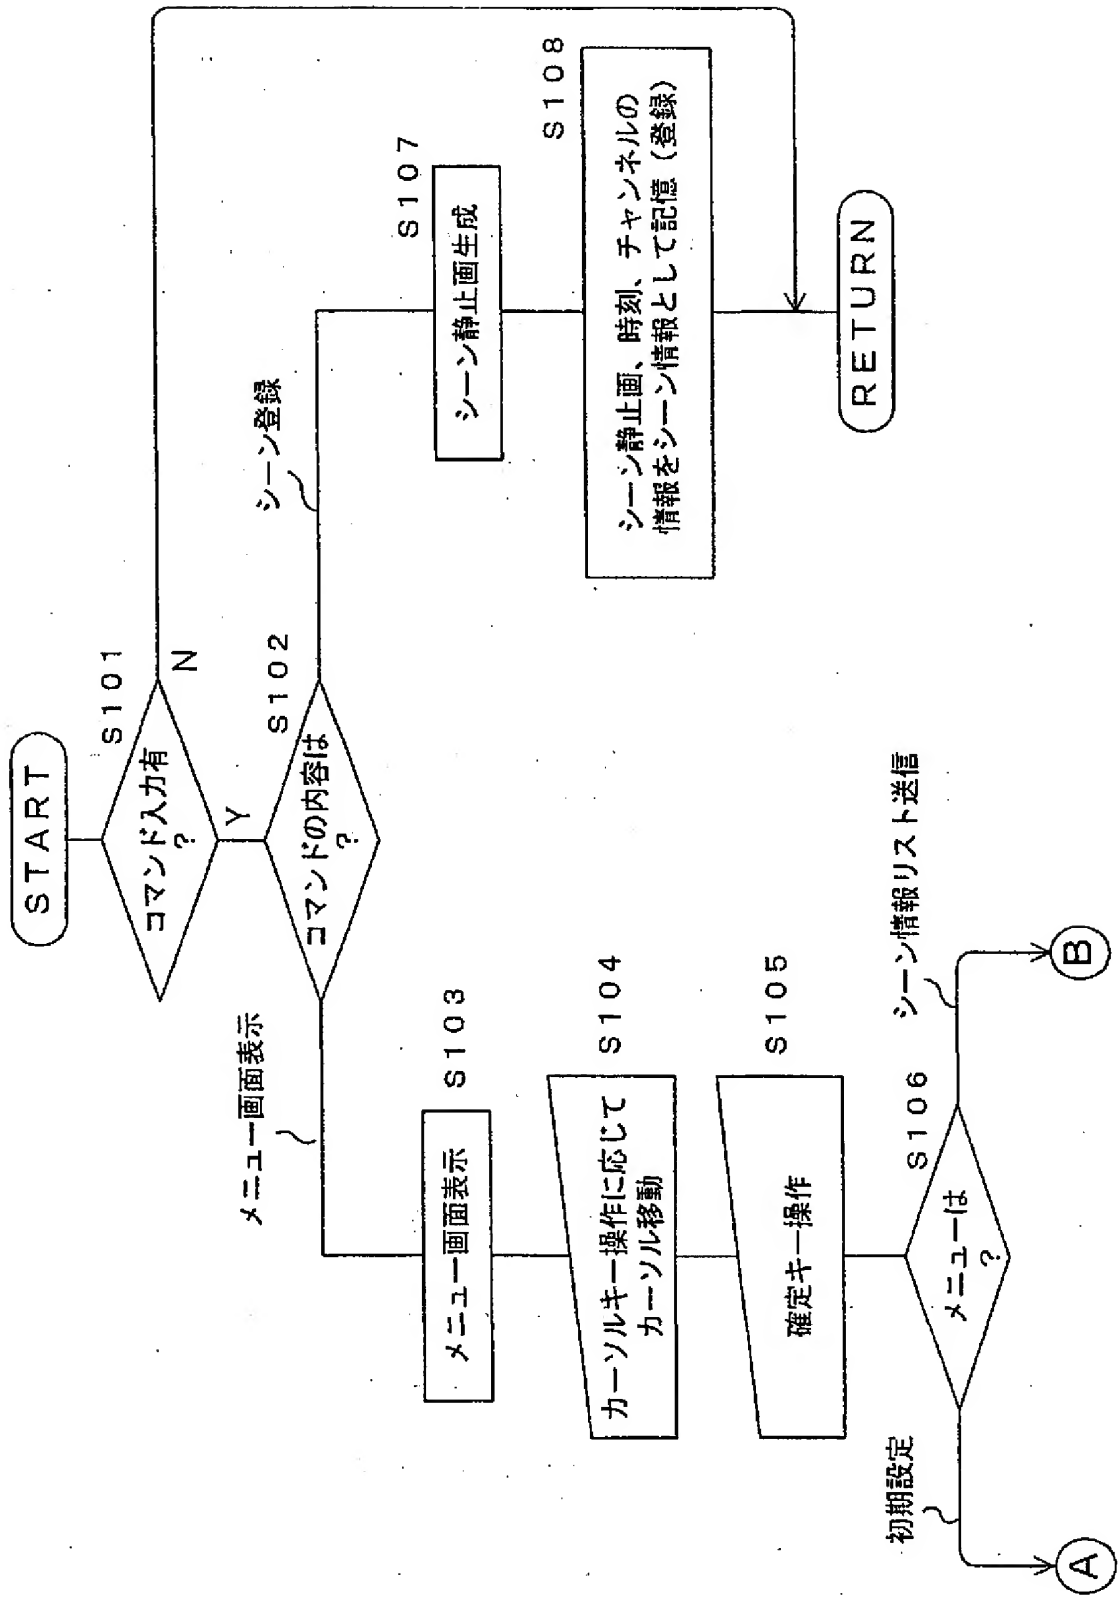 START
S101
コマンド入力有
?
N
Y
S102
コマンドの内容は
?
メニュー画面表示
シーン登録
S103
メニュー画面表示
S104
カーソルキー操作に応じて
カーソル移動
S105
確定キー操作
S106
メニューは
?
初期設定
A
シーン情報リスト送信
B
S107
シーン静止画生成
S108
シーン静止画、時刻、チャンネルの
情報をシーン情報として記憶(登録)
RETURN